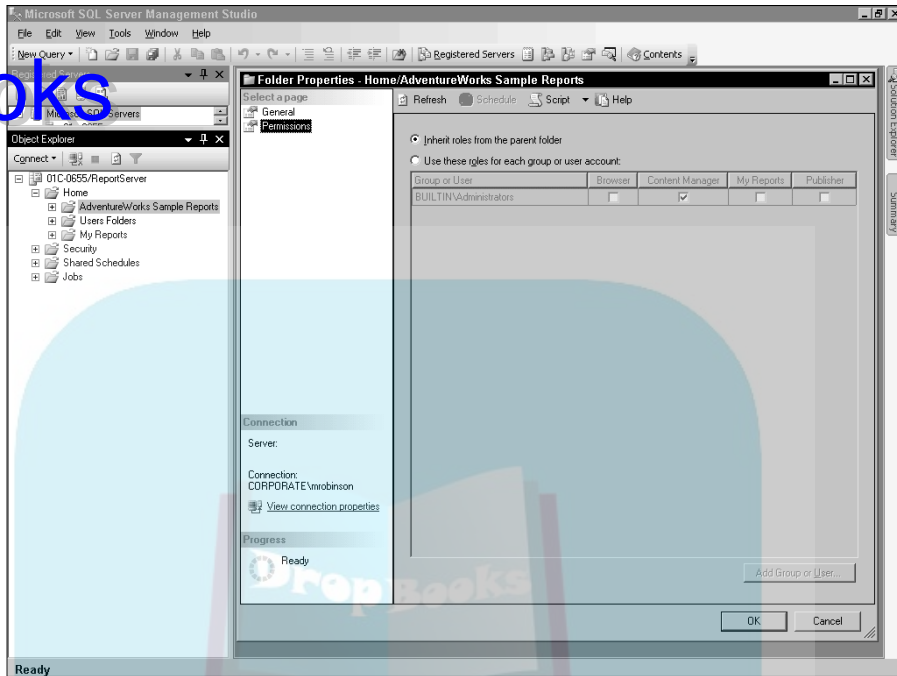 Microsoft SQL Server Management Studio
File Edit View Tools Window Help
New Query Registered Servers Contents
oks
Registered Servers
Microsoft SQL Servers
Object Explorer
Connect
01C-0655/ReportServer
Home
AdventureWorks Sample Reports
Users Folders
My Reports
Security
Shared Schedules
Jobs
Folder Properties - Home/AdventureWorks Sample Reports
Select a page
General
Permissions
Refresh Schedule Script Help
Inherit roles from the parent folder
Use these roles for each group or user account:
Group or User Browser Content Manager My Reports Publisher
BUILTIN\Administrators
Connection
Server:
Connection:
CORPORATE\mrobinson
View connection properties
Progress
Ready
DropBooks
Add Group or User...
OK Cancel
Solution Explorer
Summary
Ready